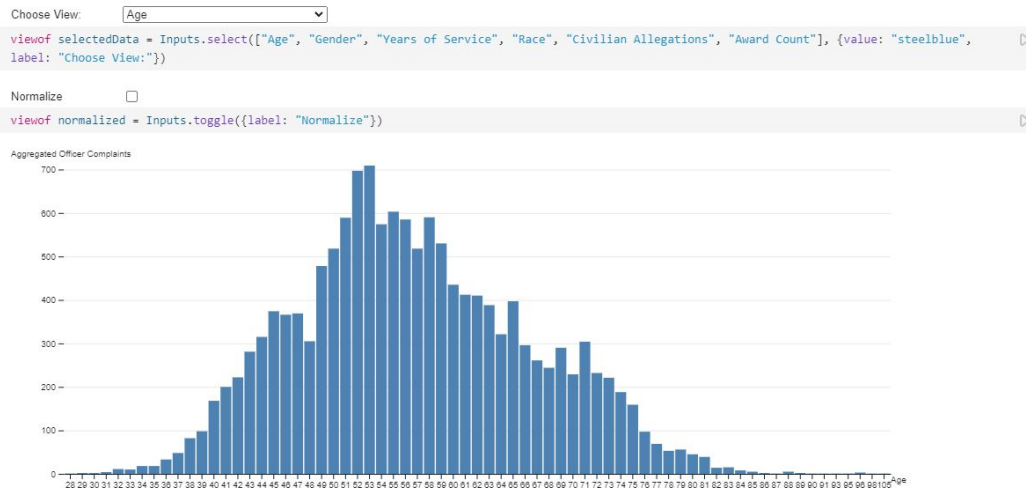 Choose View: Age
viewof selectedData = Inputs.select(["Age", "Gender", "Years of Service", "Race", "Civilian Allegations", "Award Count"], {value: "steelblue",
label: "Choose View:"})
Normalize
viewof normalized = Inputs.toggle({label: "Normalize"})
Aggregated Officer Complaints
700
600
500
400
300
200
100
0
28 29 30 31 32 33 34 35 36 37 38 39 40 41 42 43 44 45 46 47 48 49 50 51 52 53 54 55 56 57 58 59 60 61 62 63 64 65 66 67 68 69 70 71 72 73 74 75 76 77 78 79 80 81 82 83 84 85 86 87 88 89 90 91 93 95 96 98 105 Age